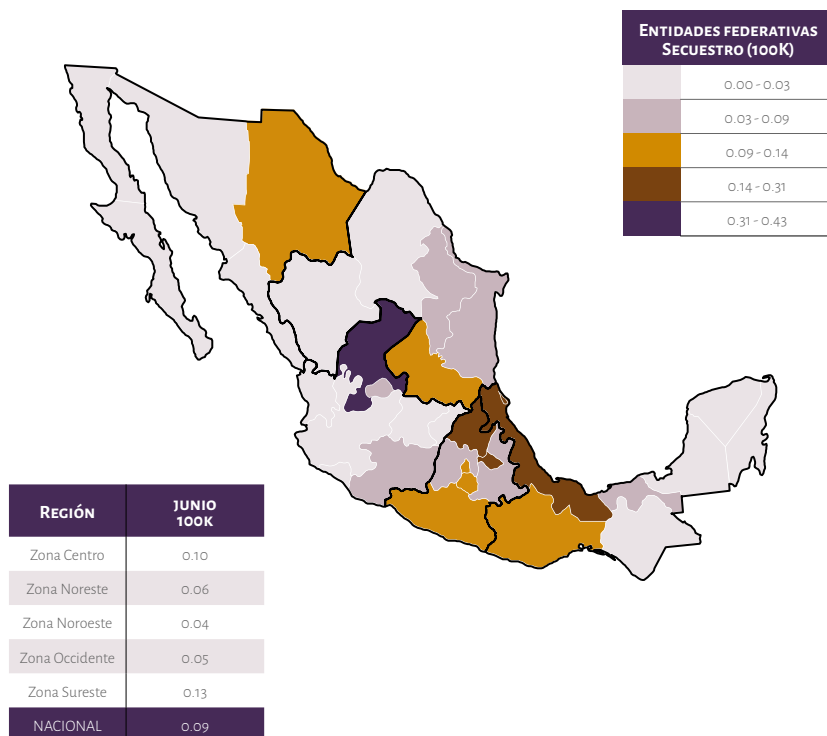 Entidades federativas
Secuestro (100K)
0.00 - 0.03
0.03 - 0.09
0.09 - 0.14
0.14 - 0.31
0.31 - 0.43
Región junio 100K
Zona Centro 0.10
Zona Noreste 0.06
Zona Noroeste 0.04
Zona Occidente 0.05
Zona Sureste 0.13
NACIONAL 0.09